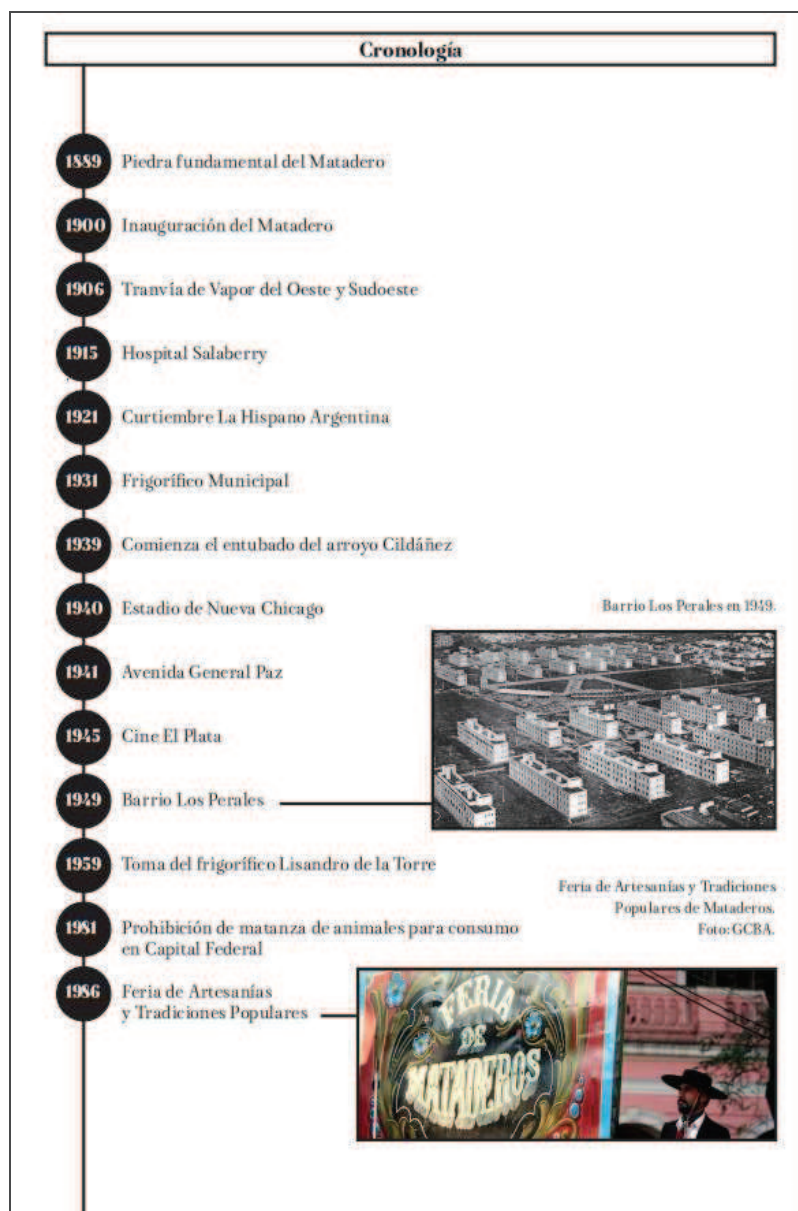 Cronología
1889 Piedra fundamental del Matadero
1900 Inauguración del Matadero
1906 Tranvía de Vapor del Oeste y Sudoeste
1915 Hospital Salaberry
1921 Curtiembre La Hispano Argentina
1931 Frigorífico Municipal
1939 Comienza el entubado del arroyo Cildáñez
1940 Estadio de Nueva Chicago
Barrio Los Perales en 1949.
1941 Avenida General Paz
1945 Cine El Plata
1949 Barrio Los Perales
1959 Toma del frigorífico Lisandro de la Torre
Feria de Artesanías y Tradiciones
Populares de Mataderos.
Foto: GCBA.
1981 Prohibición de matanza de animales para consumo
en Capital Federal
1986 Feria de Artesanías
y Tradiciones Populares
FERIA
DE
MATADEROS